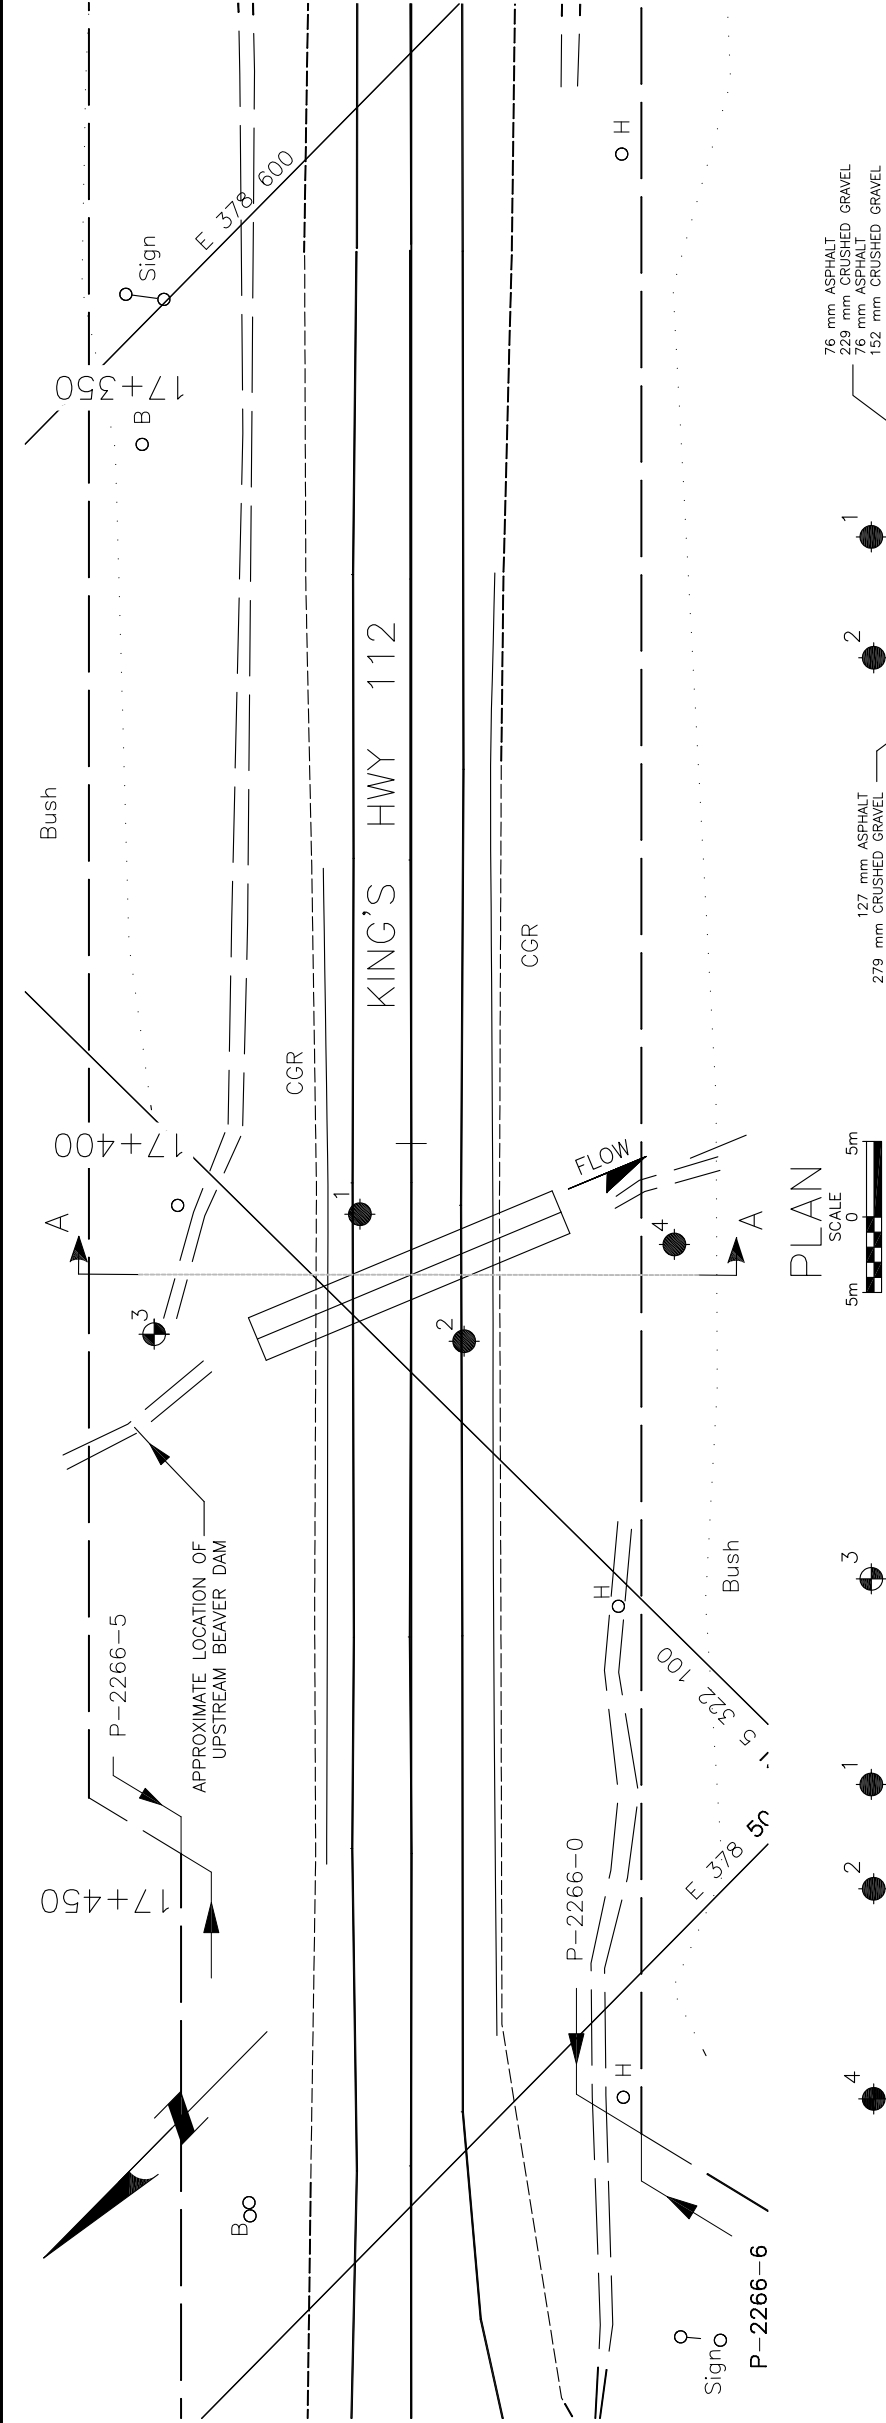 E 378 600
Sign
17+350
B
76 mm ASPHALT
229 mm CRUSHED GRAVEL
76 mm ASPHALT
152 mm CRUSHED GRAVEL
H
1
2
Bush
KING'S HWY 112
127 mm ASPHALT
279 mm CRUSHED GRAVEL
CGR
CGR
17+400
A
1
FLOW
4
A
PLAN
SCALE
5m 0 5m
3
2
APPROXIMATE LOCATION OF
UPSTREAM BEAVER DAM
P-2266-5
H
Bush
3
5 322 100
1
17+450
P-2266-0
E 378
2
H
4
B
Sign
P-2266-6